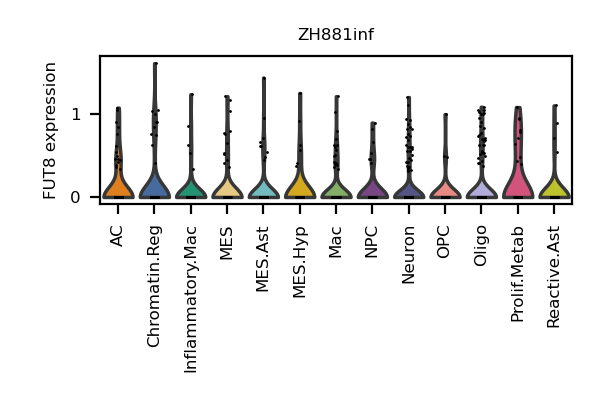 ZH881inf
FUT8 expression
1
0
AC
Chromatin.Reg
Inflammatory.Mac
MES
MES.Ast
MES.Hyp
Mac
NPC
Neuron
OPC
Oligo
Prolif.Metab
Reactive.Ast